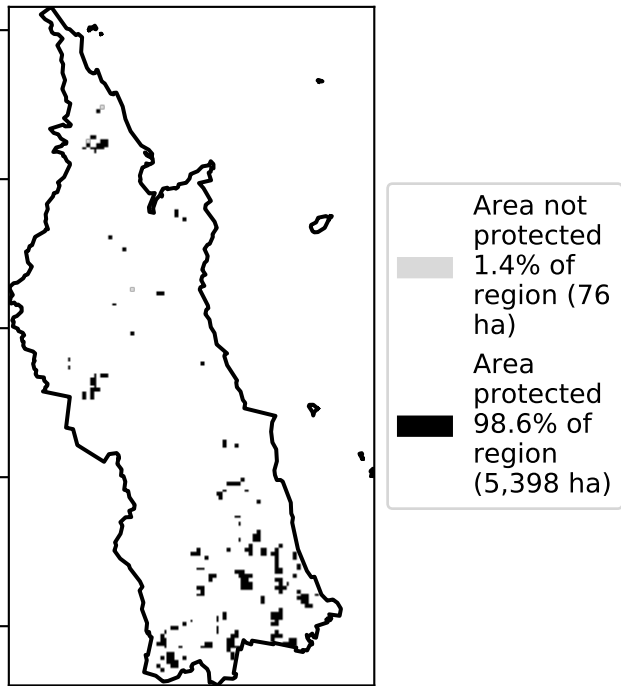 Area not
protected
1.4% of
region (76
ha)
Area
protected
98.6% of
region
(5,398 ha)